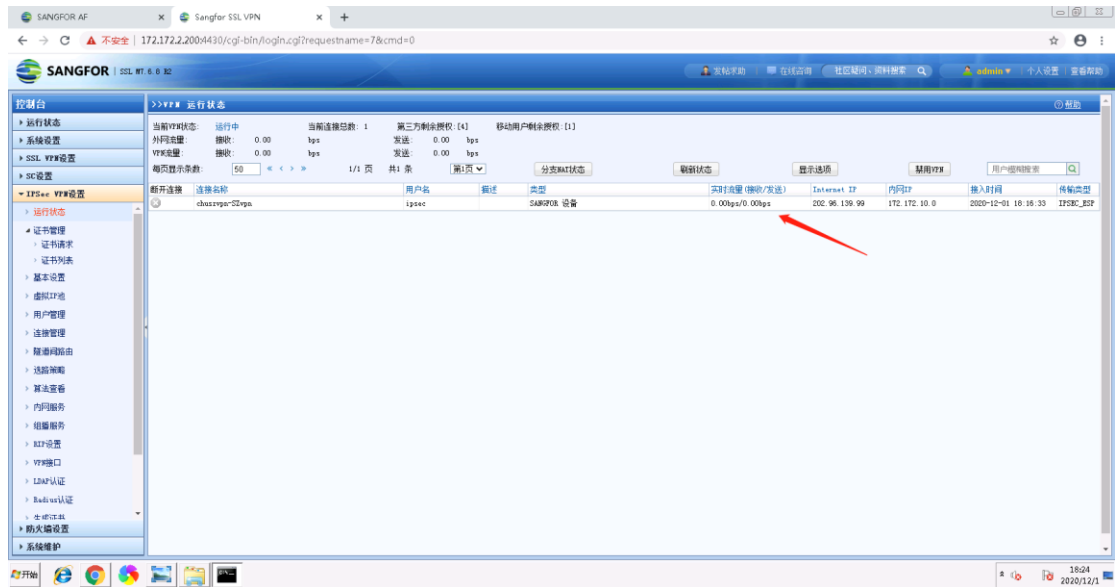 SANGFOR AF
Sangfor SSL VPN
不安全 172.172.2.200:4430/cgi-bin/login.cgi?requestname=7&cmd=0
SANGFOR SSL M7.6.8 R2 发帖求助 在线咨询 社区疑问、资料搜索 admin 个人设置 查看帮助
控制台
>>VPN 运行状态 帮助
运行状态
系统设置
SSL VPN设置
SC设置
IPSec VPN设置
运行状态
证书管理
证书请求
证书列表
基本设置
虚拟IP池
用户管理
连接管理
隧道间路由
选路策略
算法查看
内网服务
组播服务
RIP设置
VPN接口
LDAP认证
Radius认证
生成证书
防火墙设置
系统维护
当前VPN状态: 运行中 当前连接总数: 1 第三方剩余授权:[4] 移动用户剩余授权:[1]
外网流量: 接收: 0.00 bps 发送: 0.00 bps
VPN流量: 接收: 0.00 bps 发送: 0.00 bps
每页显示条数: 50 « ‹ › » 1/1 页 共1 条 第1页 分支NAT状态 刷新状态 显示选项 禁用VPN 用户模糊搜索
断开连接 连接名称 用户名 描述 类型 实时流量(接收/发送) Internet IP 内网IP 接入时间 传输类型
chusrvpn-SZvpn ipsec SANGFOR 设备 0.00bps/0.00bps 202.96.139.99 172.172.10.0 2020-12-01 18:16:33 IPSEC_ESP
开始
18:24
2020/12/1